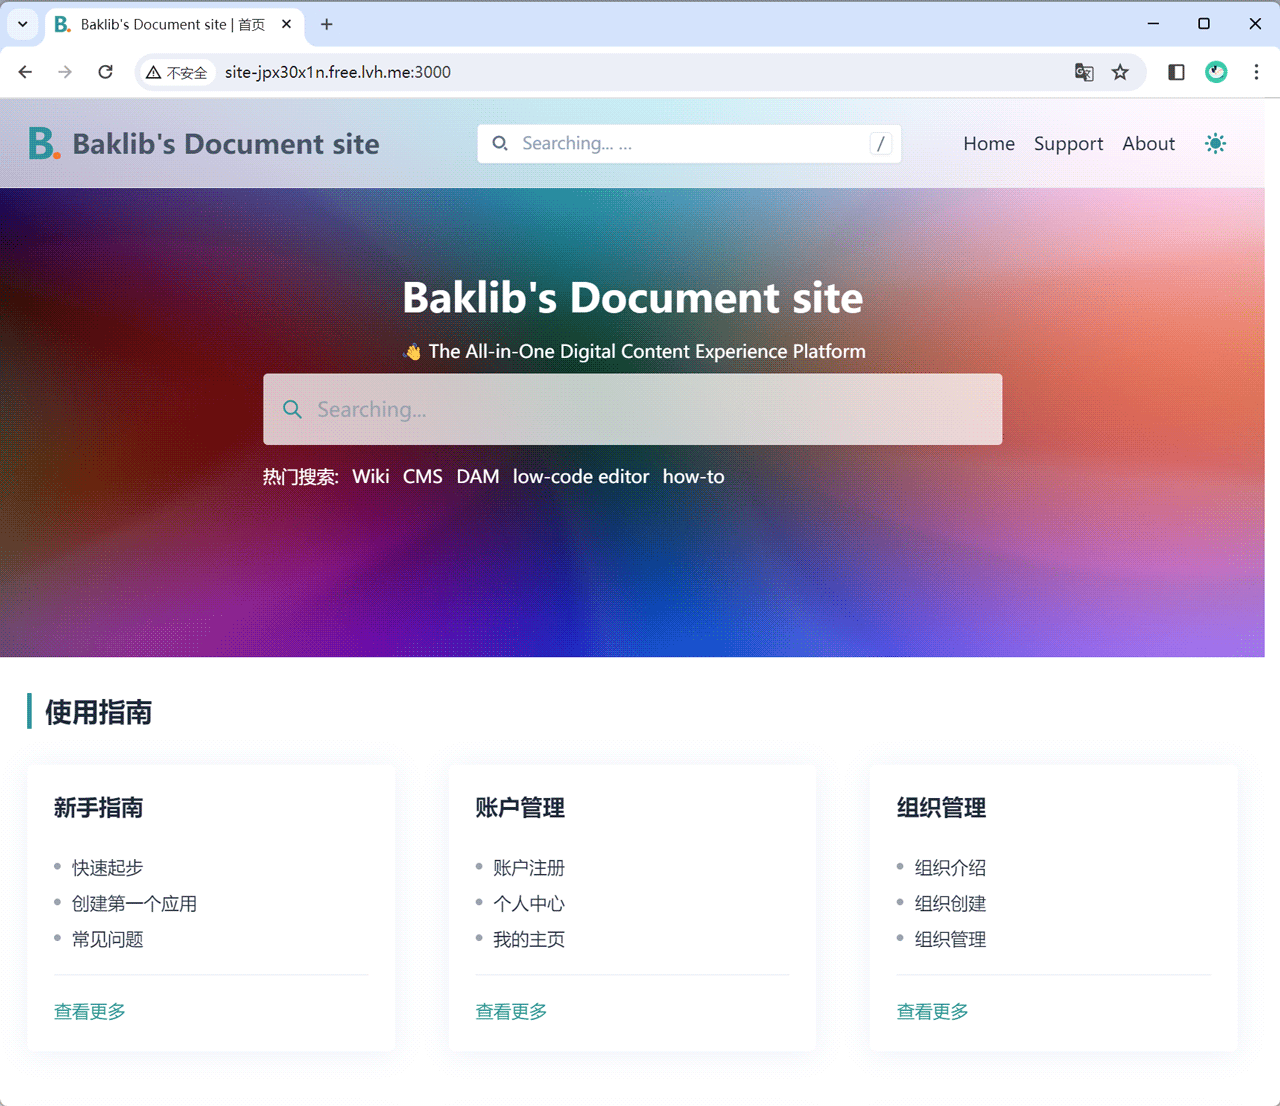 Baklib's Document site | 首页
不安全
site-jpx30x1n.free.lvh.me:3000
B. Baklib's Document site
Searching... ...
/
Home Support About
Baklib's Document site
👋 The All-in-One Digital Content Experience Platform
Searching...
热门搜索: Wiki CMS DAM low-code editor how-to
使用指南
新手指南
快速起步
创建第一个应用
常见问题
查看更多
账户管理
账户注册
个人中心
我的主页
查看更多
组织管理
组织介绍
组织创建
组织管理
查看更多